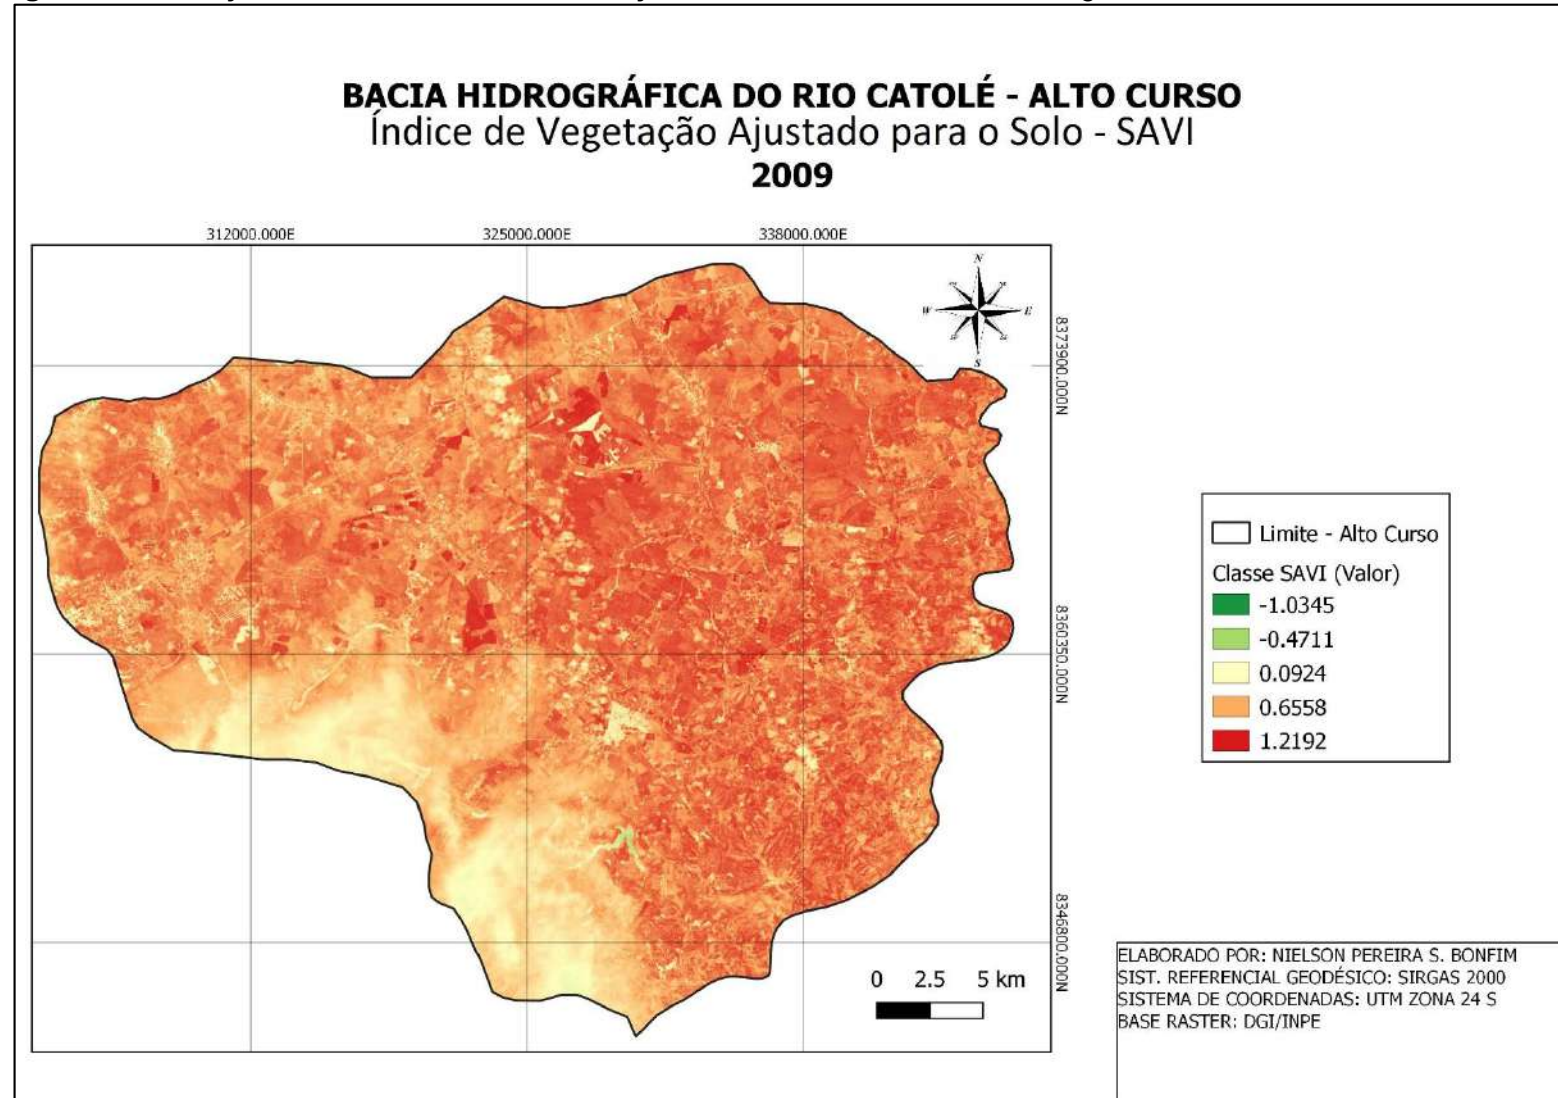 BACIA HIDROGRÁFICA DO RIO CATOLÉ - ALTO CURSO
Índice de Vegetação Ajustado para o Solo - SAVI
2009
312000.000E
325000.000E
338000.000E
N
W
E
S
8373900.000N
8360350.000N
8346800.000N
Limite - Alto Curso
Classe SAVI (Valor)
-1.0345
-0.4711
0.0924
0.6558
1.2192
0 2.5 5 km
ELABORADO POR: NIELSON PEREIRA S. BONFIM
SIST. REFERENCIAL GEODÉSICO: SIRGAS 2000
SISTEMA DE COORDENADAS: UTM ZONA 24 S
BASE RASTER: DGI/INPE